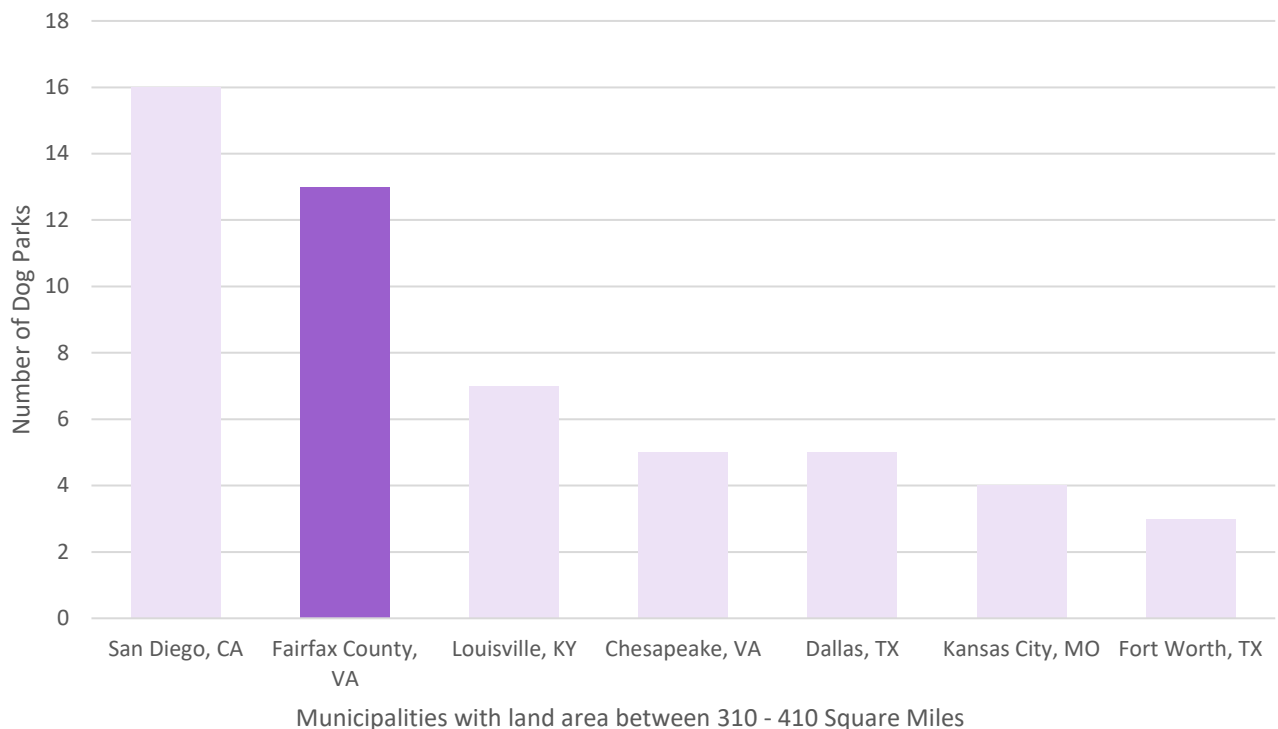 18
16
14
12
10
8
6
4
2
0
Number of Dog Parks
San Diego, CA
Fairfax County,
VA
Louisville, KY
Chesapeake, VA
Dallas, TX
Kansas City, MO
Fort Worth, TX
Municipalities with land area between 310 - 410 Square Miles